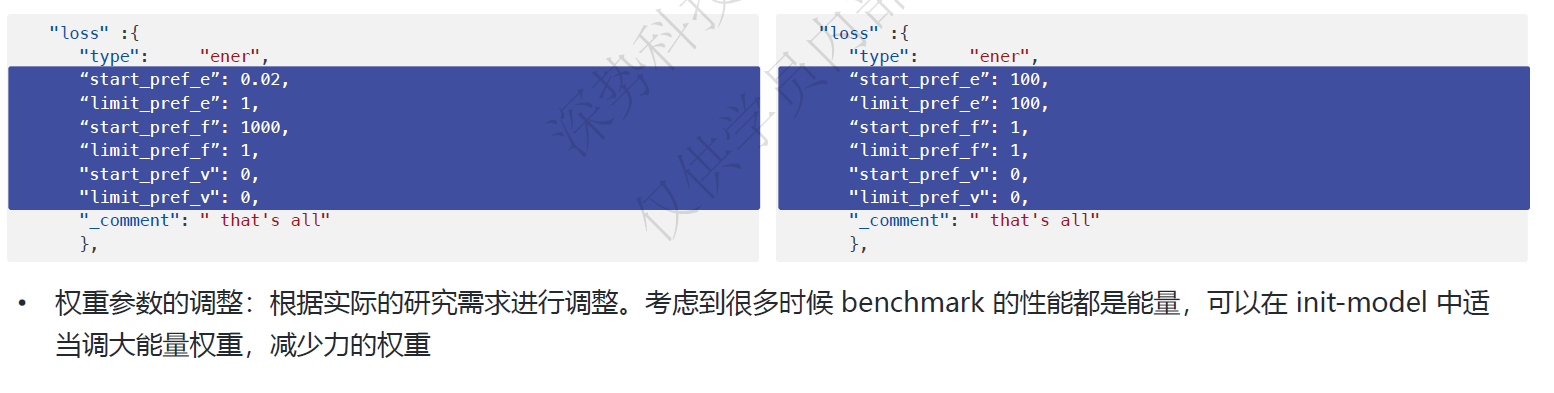 "loss" :{
"type":     "ener",
“start_pref_e”: 0.02,
“limit_pref_e”: 1,
“start_pref_f”: 1000,
“limit_pref_f”: 1,
"start_pref_v": 0,
"limit_pref_v": 0,
"_comment": " that's all"
},
"loss" :{
"type":     "ener",
“start_pref_e”: 100,
“limit_pref_e”: 100,
“start_pref_f”: 1,
“limit_pref_f”: 1,
"start_pref_v": 0,
"limit_pref_v": 0,
"_comment": " that's all"
},
深势科技
仅供学员内部
• 权重参数的调整：根据实际的研究需求进行调整。考虑到很多时候 benchmark 的性能都是能量，可以在 init-model 中适
当调大能量权重，减少力的权重